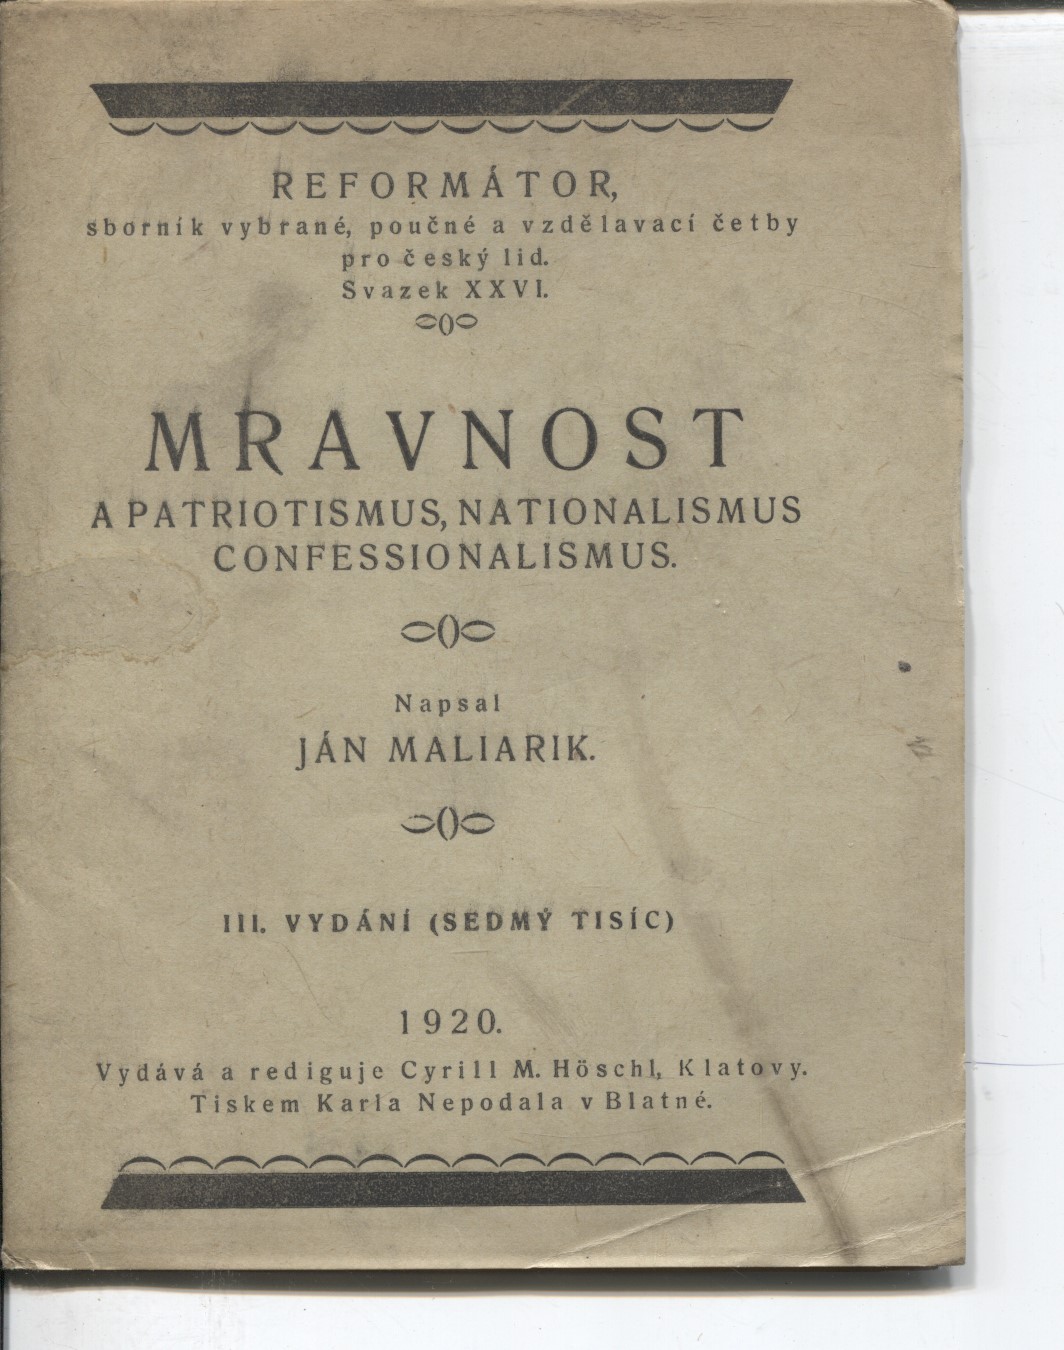 REFORMÁTOR,
sborník vybrané, poučné a vzdělavací četby
pro český lid.
Svazek XXVI.
MRAVNOST
A PATRIOTISMUS, NATIONALISMUS
CONFESSIONALISMUS.
Napsal
JÁN MALIARIK.
III. VYDÁNÍ (SEDMÝ TISÍC)
1920.
Vydává a rediguje Cyrill M. Höschl, Klatovy.
Tiskem Karla Nepodala v Blatné.